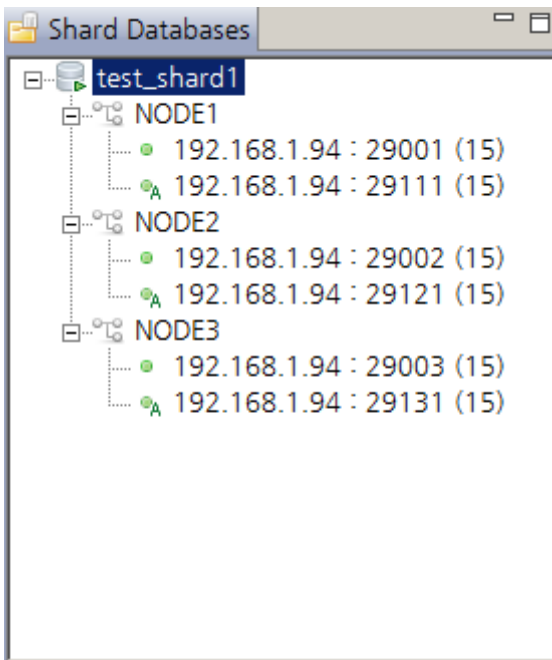 Shard Databases
test_shard1
NODE1
192.168.1.94 : 29001 (15)
A 192.168.1.94 : 29111 (15)
NODE2
192.168.1.94 : 29002 (15)
A 192.168.1.94 : 29121 (15)
NODE3
192.168.1.94 : 29003 (15)
A 192.168.1.94 : 29131 (15)